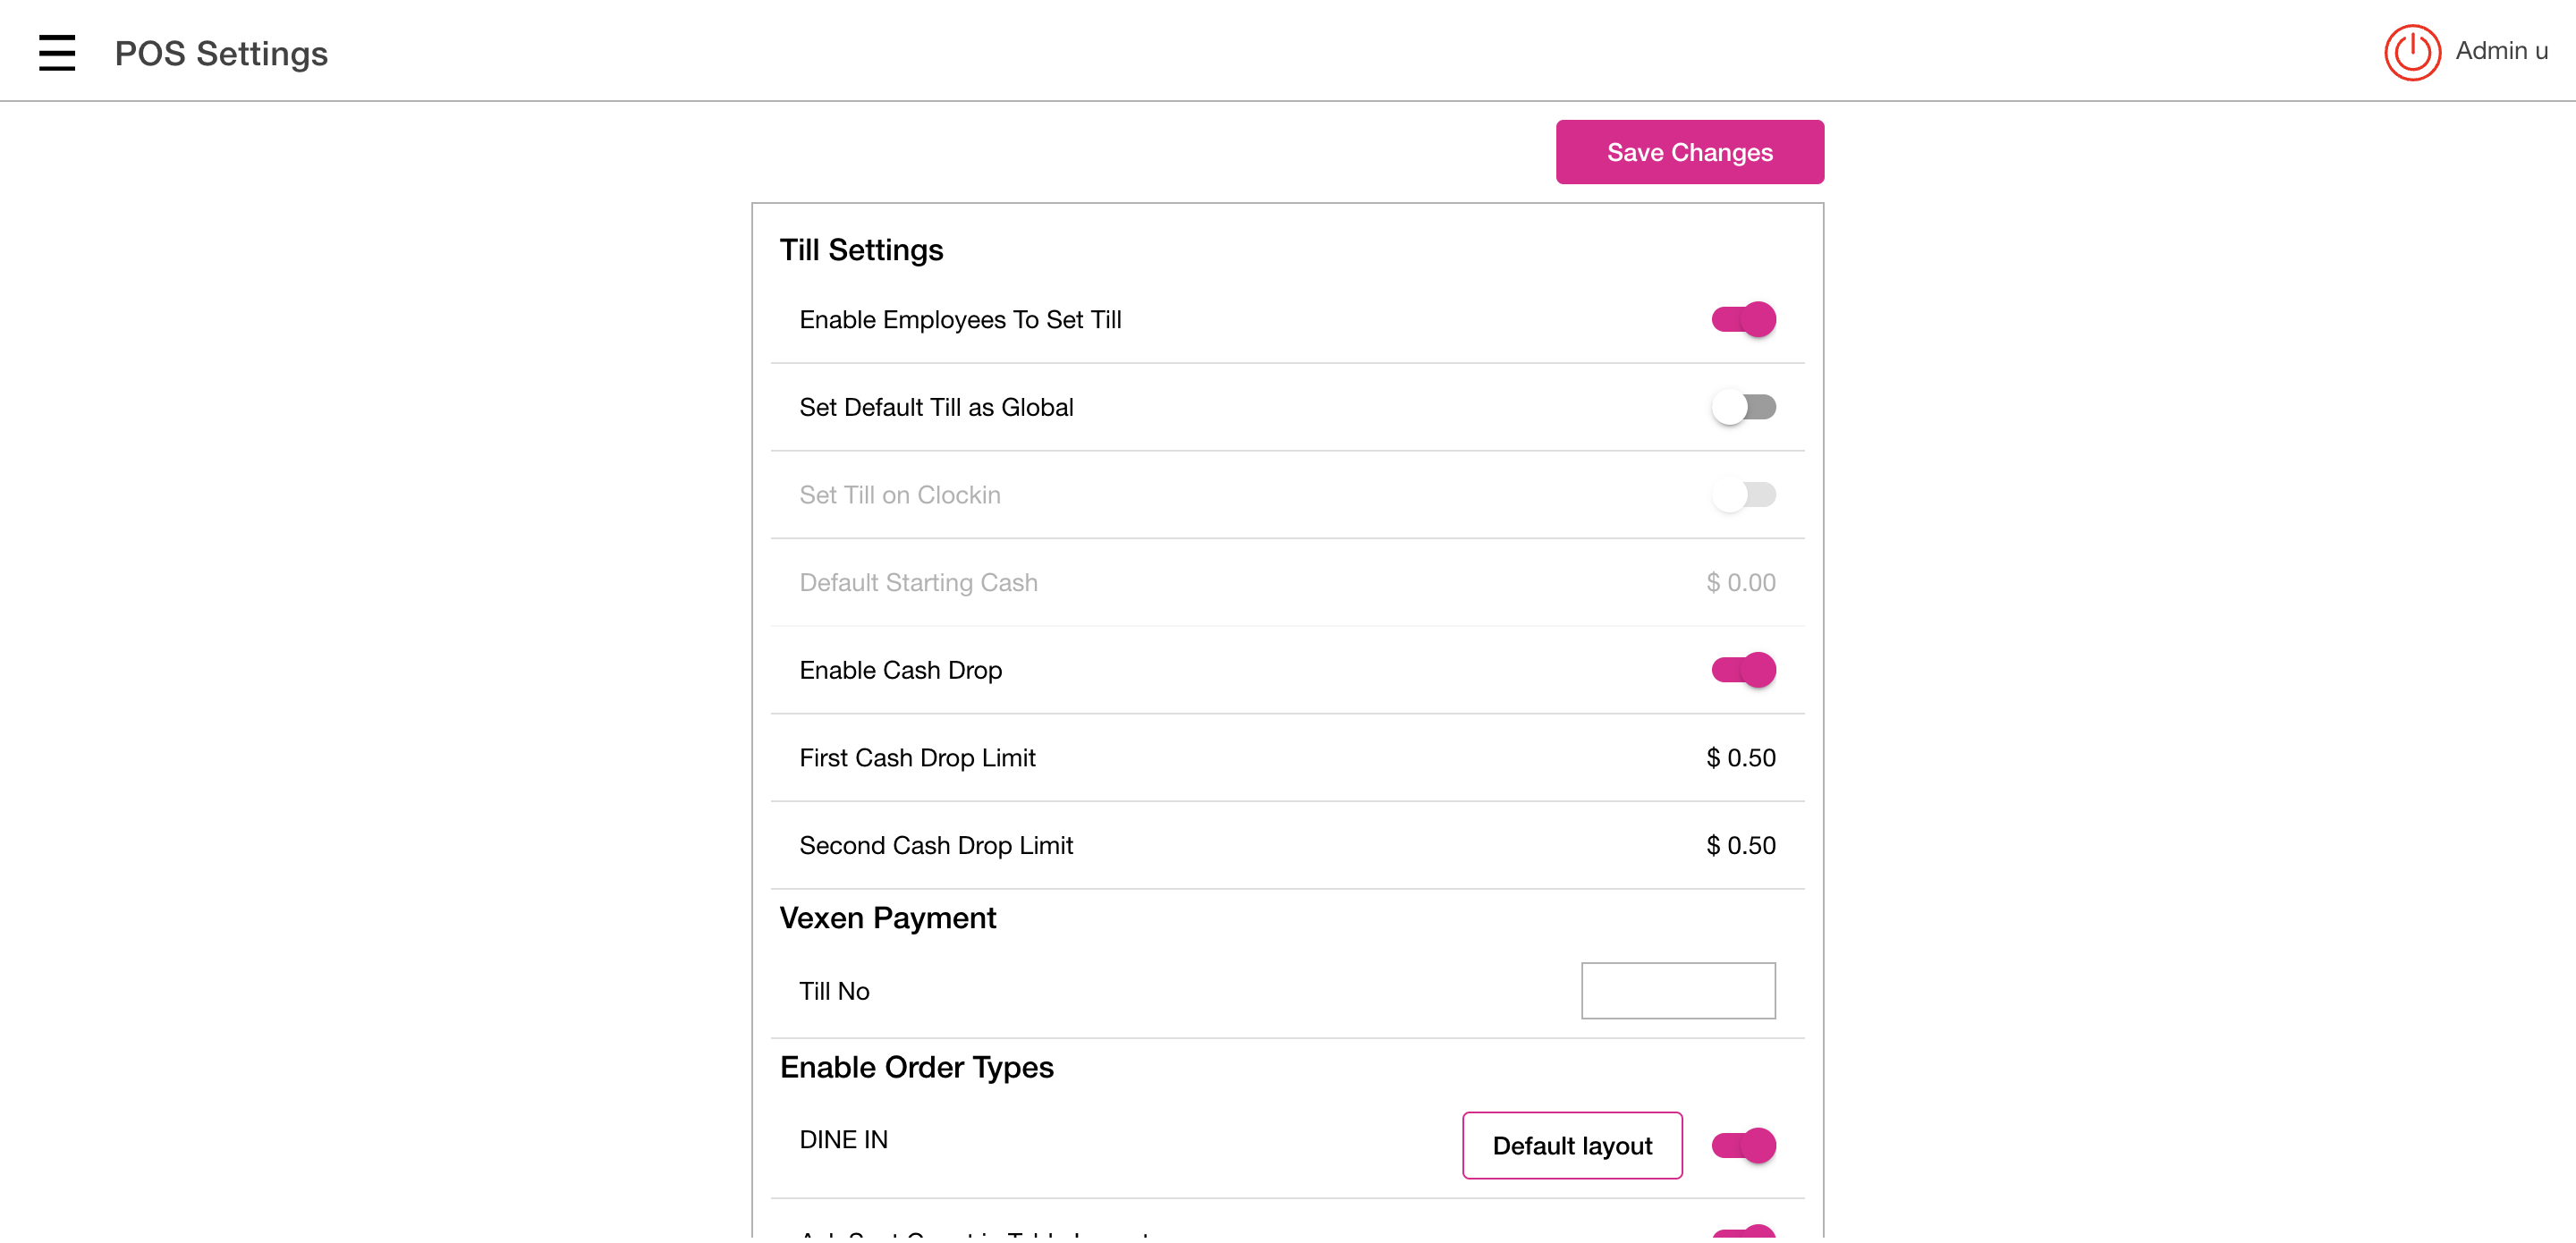 POS Settings
Admin u
Save Changes
Till Settings
Enable Employees To Set Till
Set Default Till as Global
Set Till on Clockin
Default Starting Cash
$ 0.00
Enable Cash Drop
First Cash Drop Limit
$ 0.50
Second Cash Drop Limit
$ 0.50
Vexen Payment
Till No
Enable Order Types
DINE IN
Default layout